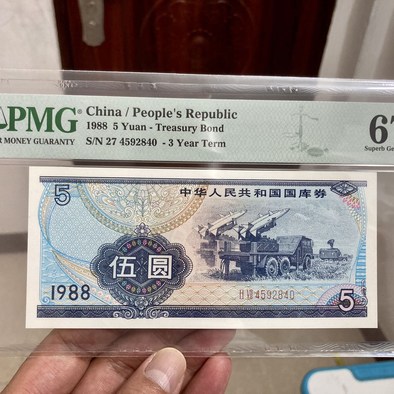 PMG
MONEY GUARANTY
China / People's Republic
1988 5 Yuan - Treasury Bond
S/N 27 4592840 - 3 Year Term
67
Superb Ge
5
中华人民共和国国库券
伍圆
1988
4592840
5